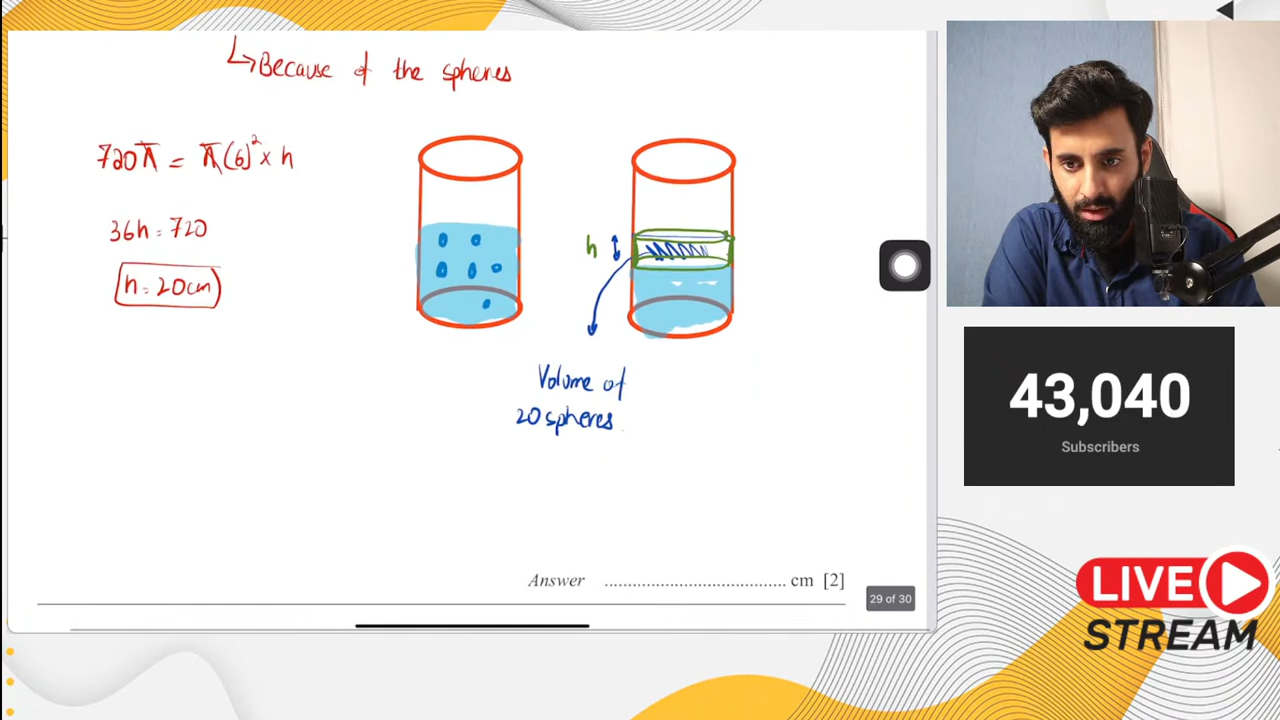 ↳Because of the spheres
720π = π(6)² × h
36h = 720
h = 20cm
h
Volume of
20 spheres
Answer ....................................... cm [2]
29 of 30
43,040
Subscribers
LIVE
STREAM